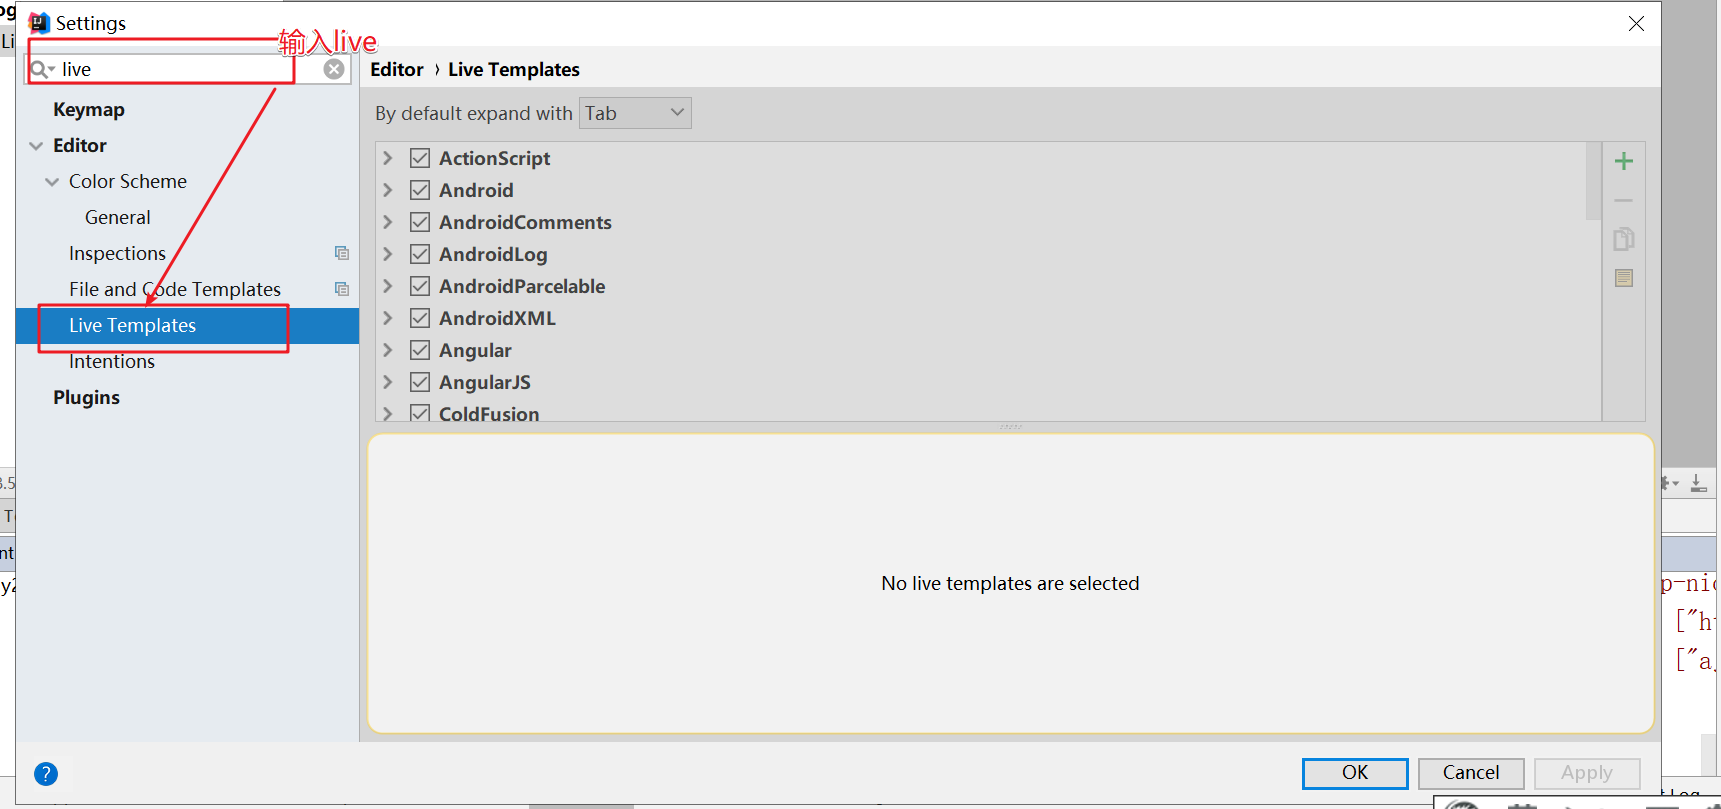 Settings
输入live
live
Editor › Live Templates
Keymap
Editor
Color Scheme
General
Inspections
File and Code Templates
Live Templates
Intentions
Plugins
By default expand with Tab
ActionScript
Android
AndroidComments
AndroidLog
AndroidParcelable
AndroidXML
Angular
AngularJS
ColdFusion
No live templates are selected
p-nic
["h
["a
?
OK
Cancel
Apply